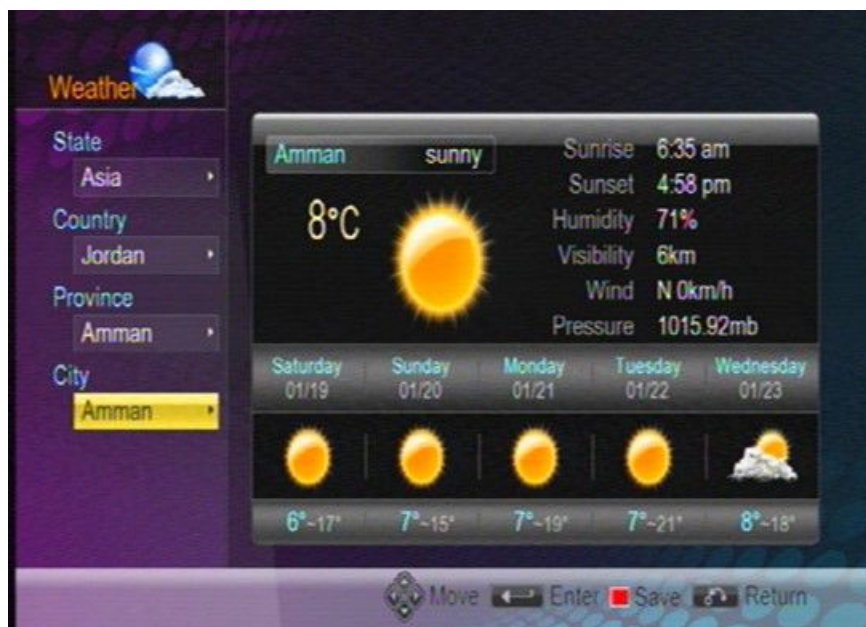 Weather
State
Asia
Country
Jordan
Province
Amman
City
Amman
Amman sunny
8°C
Sunrise 6:35 am
Sunset 4:58 pm
Humidity 71%
Visibility 6km
Wind N 0km/h
Pressure 1015.92mb
Saturday Sunday Monday Tuesday Wednesday
01/19 01/20 01/21 01/22 01/23
6°~17° 7°~15° 7°~19° 7°~21° 8°~18°
Move Enter Save Return